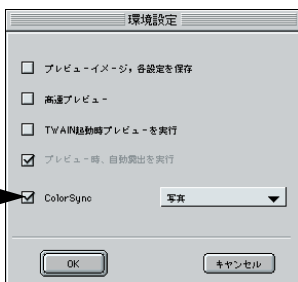 環境設定
プレビューイメージ，各設定を保存
高速プレビュー
TWAIN起動時プレビューを実行
プレビュー時、自動露出を実行
ColorSync
写真
OK
キャンセル